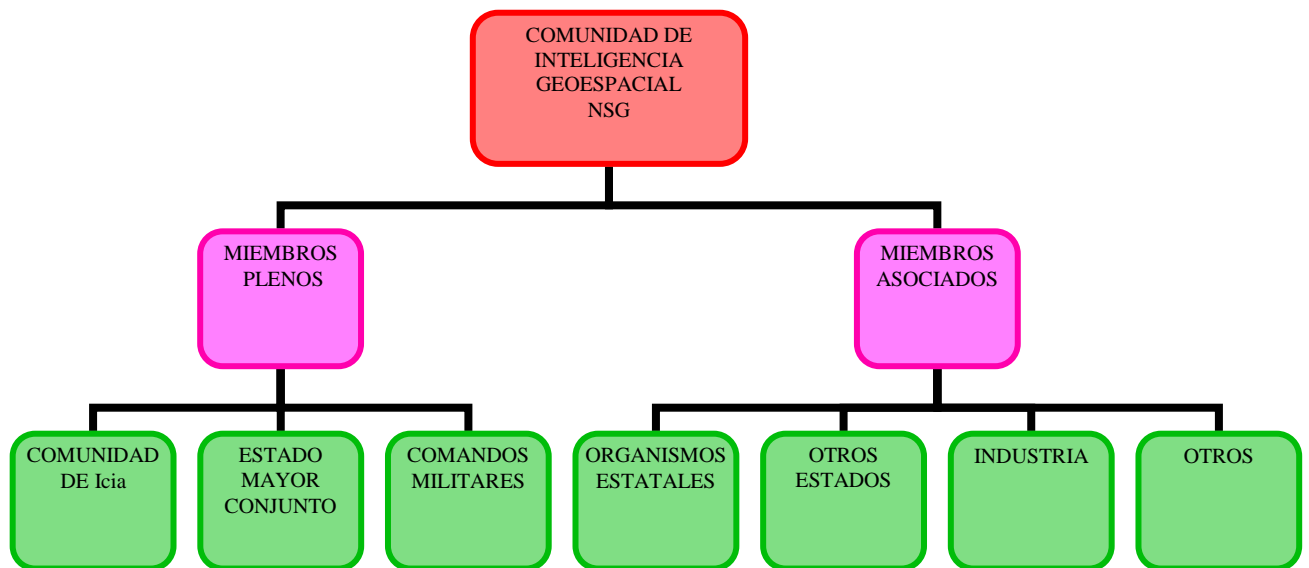 COMUNIDAD DE
INTELIGENCIA
GEOESPACIAL
NSG
MIEMBROS
PLENOS
MIEMBROS
ASOCIADOS
COMUNIDAD
DE Icia
ESTADO
MAYOR
CONJUNTO
COMANDOS
MILITARES
ORGANISMOS
ESTATALES
OTROS
ESTADOS
INDUSTRIA
OTROS